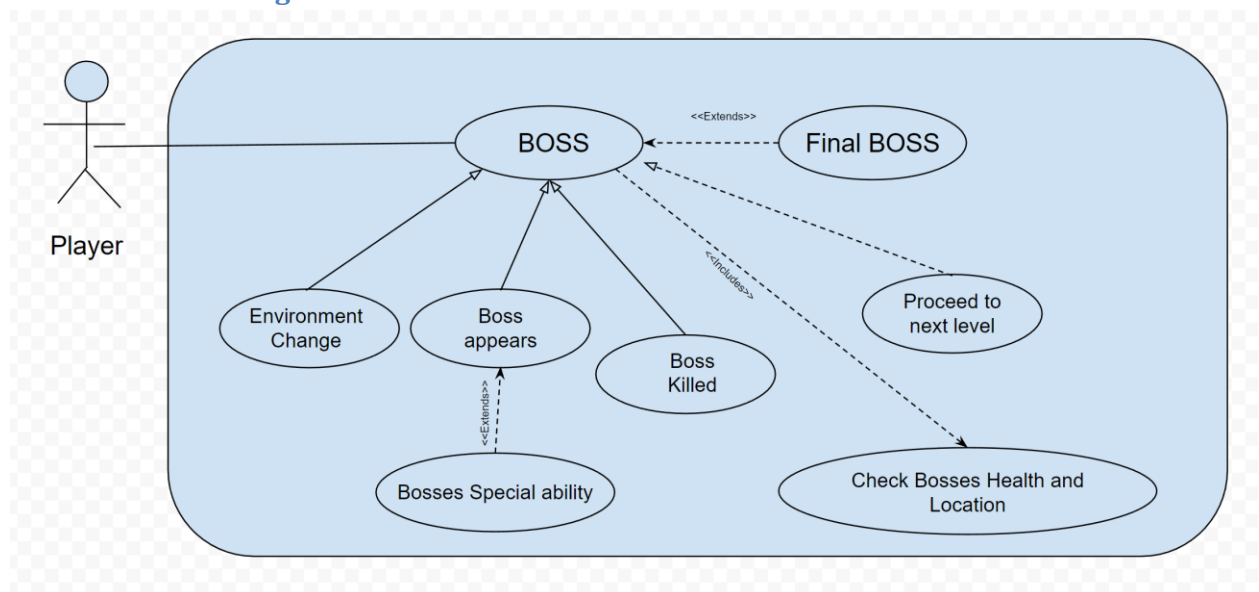 g
BOSS
<<Extends>>
Final BOSS
Player
<<Includes>>
Environment
Change
Boss
appears
Boss
Killed
Proceed to
next level
<<Extends>>
Bosses Special ability
Check Bosses Health and
Location